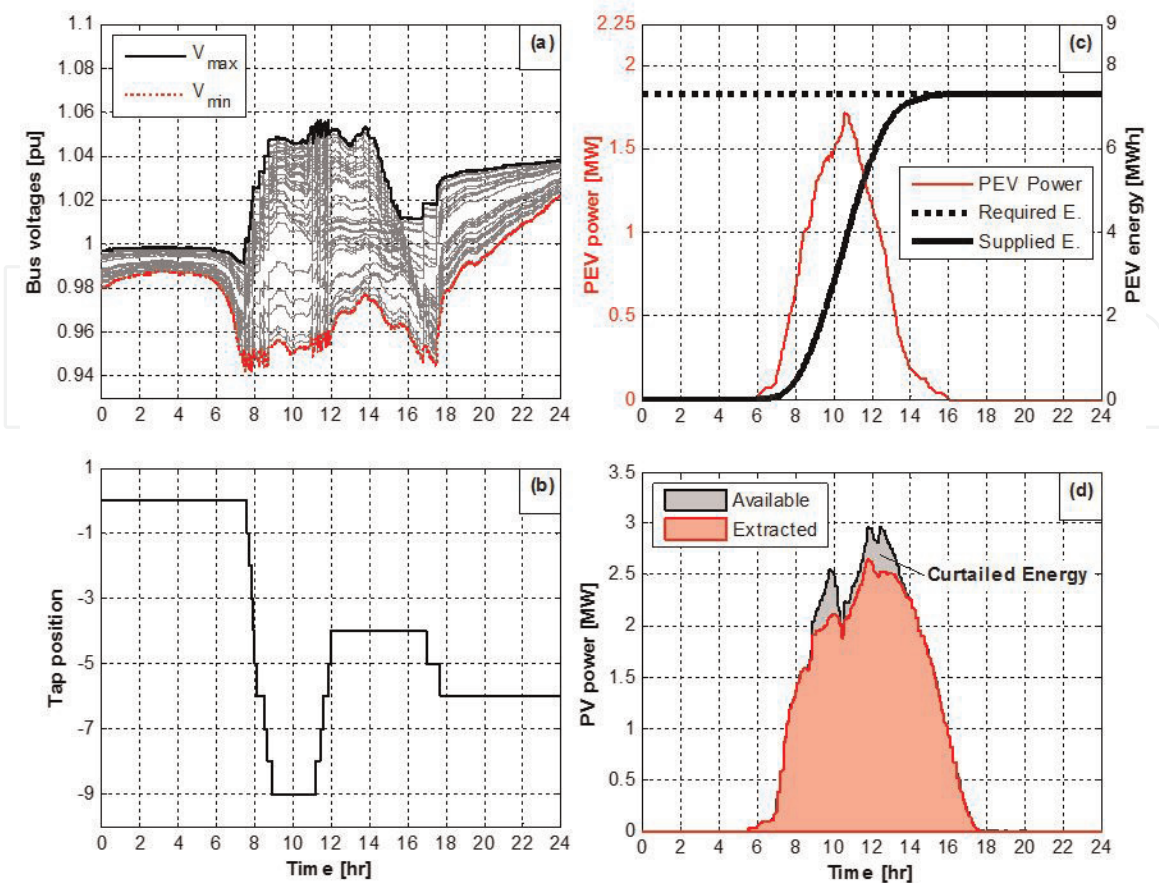 (a)
V max
V min
Bus voltages [pu]
1.1
1.08
1.06
1.04
1.02
1
0.98
0.96
0.94
0 2 4 6 8 10 12 14 16 18 20 22 24
(c)
PEV power [MW]
2.25
2
1.5
1
0.5
0
PEV energy [MWh]
9
8
7
6
4
2
0
PEV Power
Required E.
Supplied E.
0 2 4 6 8 10 12 14 16 18 20 22 24
(b)
Tap position
1
-1
-3
-5
-7
-9
0 2 4 6 8 10 12 14 16 18 20 22 24
Time [hr]
(d)
Available
Extracted
Curtailed Energy
PV power [MW]
3.5
3
2.5
2
1.5
1
0.5
0
0 2 4 6 8 10 12 14 16 18 20 22 24
Time [hr]